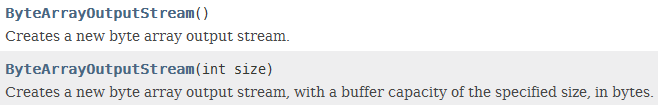 ByteArrayOutputStream()
Creates a new byte array output stream.
ByteArrayOutputStream(int size)
Creates a new byte array output stream, with a buffer capacity of the specified size, in bytes.